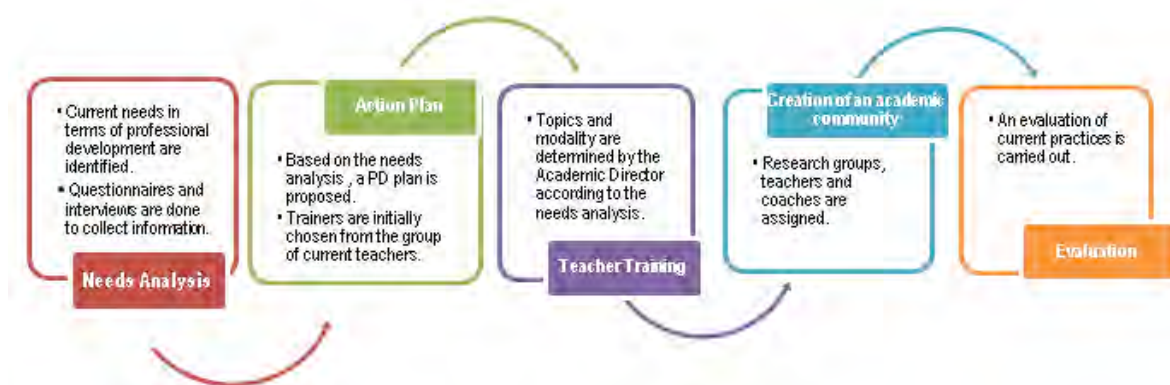 • Current needs in
terms of professional
development are
identified.
• Questionnaires and
interviews are done
to collect information.
Needs Analysis
Action Plan
• Based on the needs
analysis , a PD plan is
proposed.
• Trainers are initially
chosen from the group
of current teachers.
• Topics and
modality are
determined by the
Academic Director
according to the
needs analysis.
Teacher Training
Creation of an academic
community
• Research groups,
teachers and
coaches are
assigned.
• An evaluation of
current practices is
carried out.
Evaluation